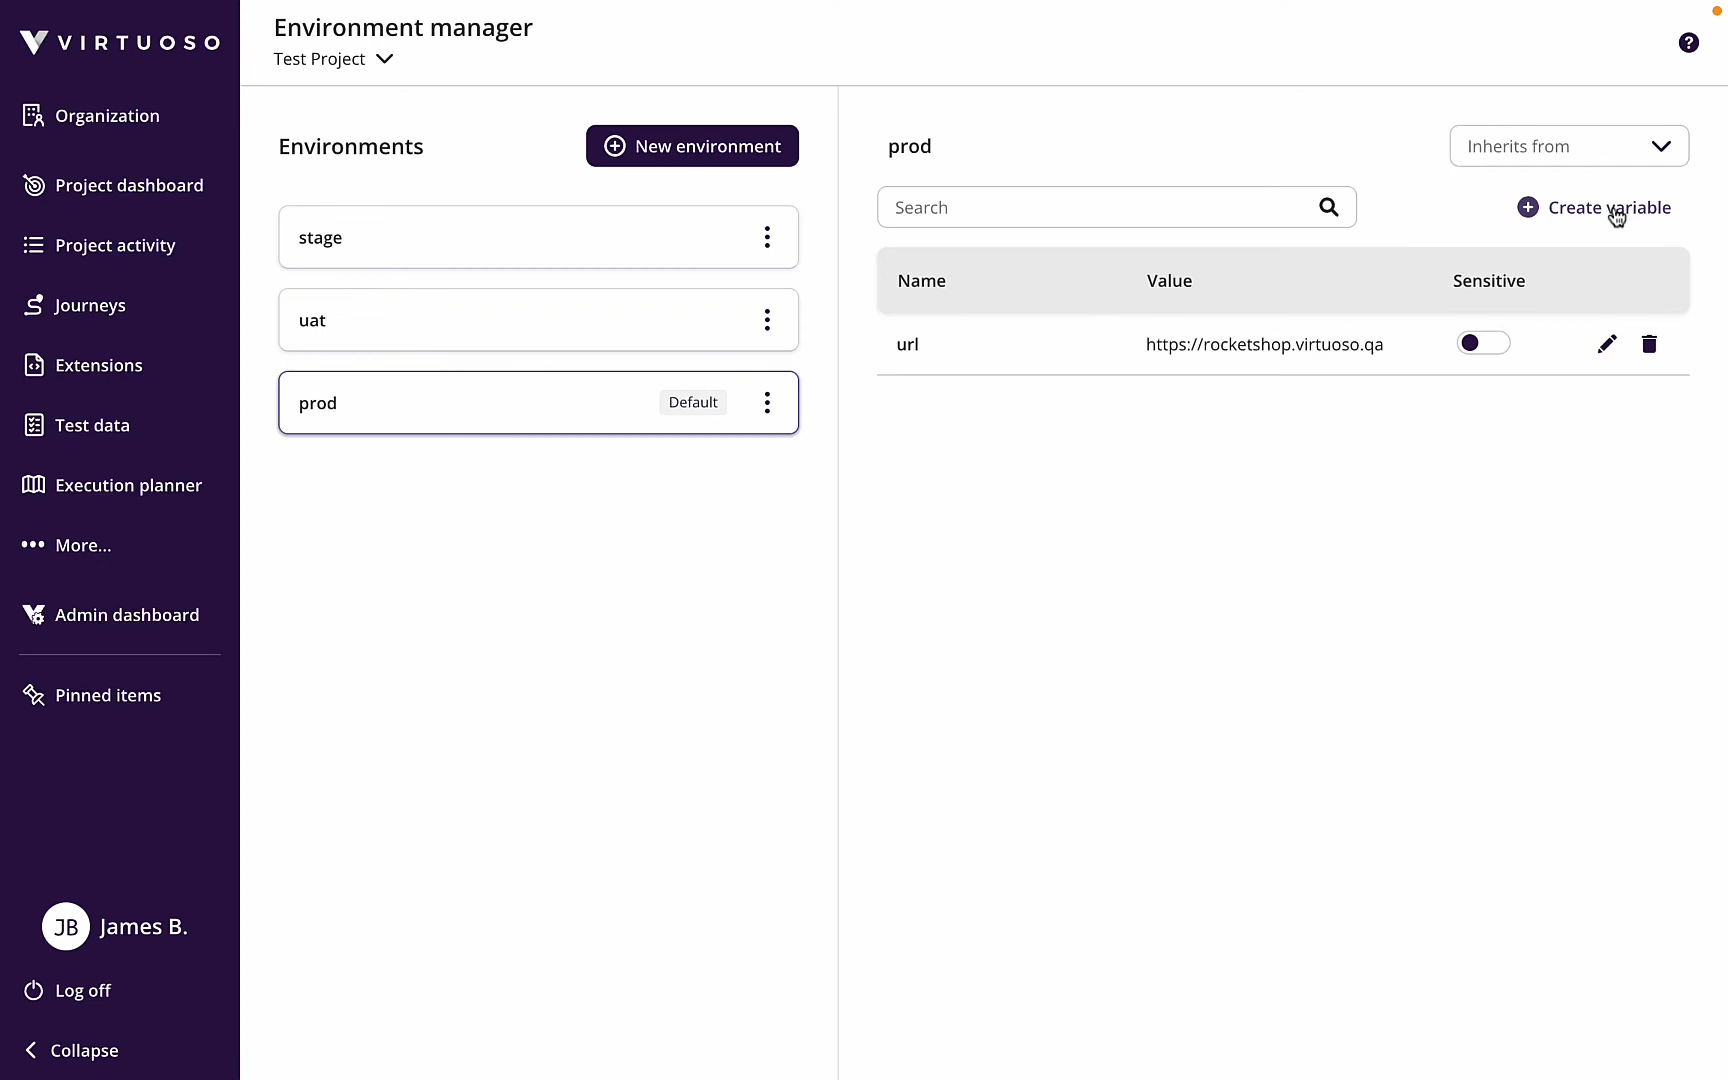 VIRTUOSO
Organization
Project dashboard
Project activity
Journeys
Extensions
Test data
Execution planner
More...
Admin dashboard
Pinned items
JB James B.
Log off
Collapse
Environment manager
Test Project
?
Environments
New environment
stage
uat
prod Default
prod
Inherits from
Search
Create variable
Name Value Sensitive
url https://rocketshop.virtuoso.qa